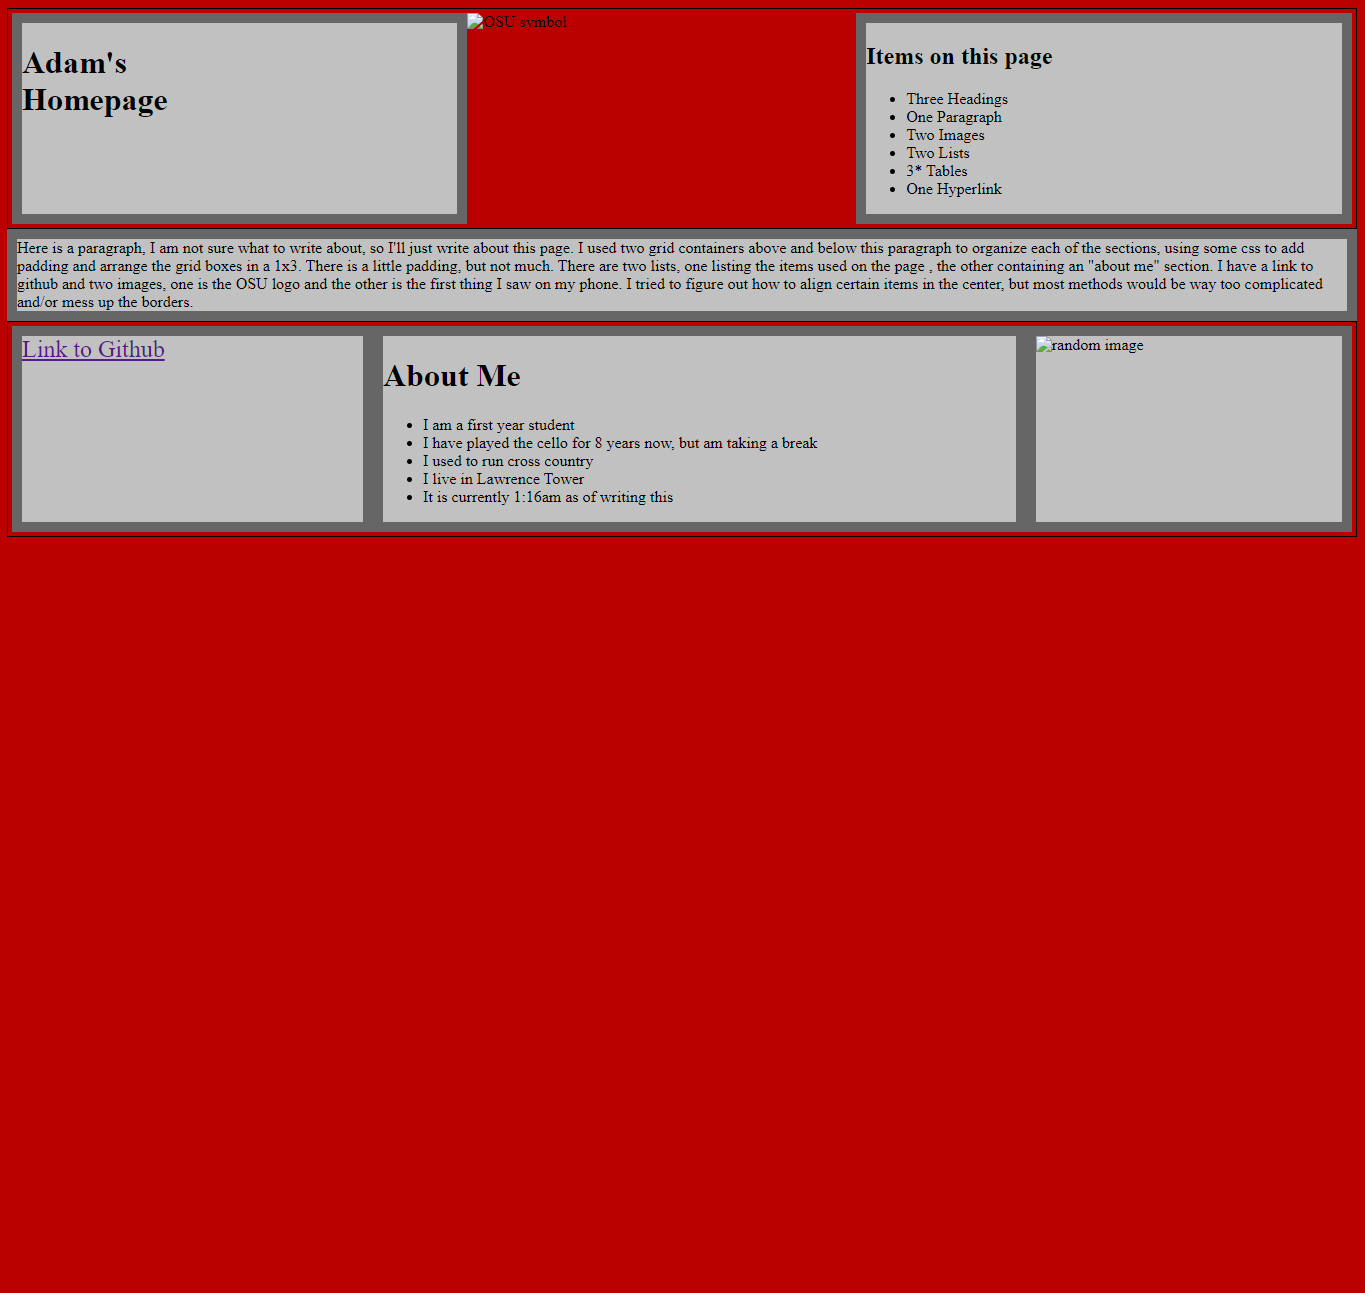 Adam's
Homepage
OSU symbol
Items on this page
Three Headings
One Paragraph
Two Images
Two Lists
3* Tables
One Hyperlink
Here is a paragraph, I am not sure what to write about, so I'll just write about this page. I used two grid containers above and below this paragraph to organize each of the sections, using some css to add
padding and arrange the grid boxes in a 1x3. There is a little padding, but not much. There are two lists, one listing the items used on the page , the other containing an "about me" section. I have a link to
github and two images, one is the OSU logo and the other is the first thing I saw on my phone. I tried to figure out how to align certain items in the center, but most methods would be way too complicated
and/or mess up the borders.
Link to Github
About Me
I am a first year student
I have played the cello for 8 years now, but am taking a break
I used to run cross country
I live in Lawrence Tower
It is currently 1:16am as of writing this
random image